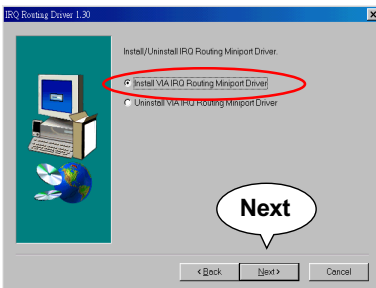 IRQ Routing Driver 1.30
Install/Uninstall IRQ Routing Miniport Driver.
Install VIA IRQ Routing Miniport Driver
Uninstall VIA IRQ Routing Miniport Driver
Next
< Back
Next >
Cancel